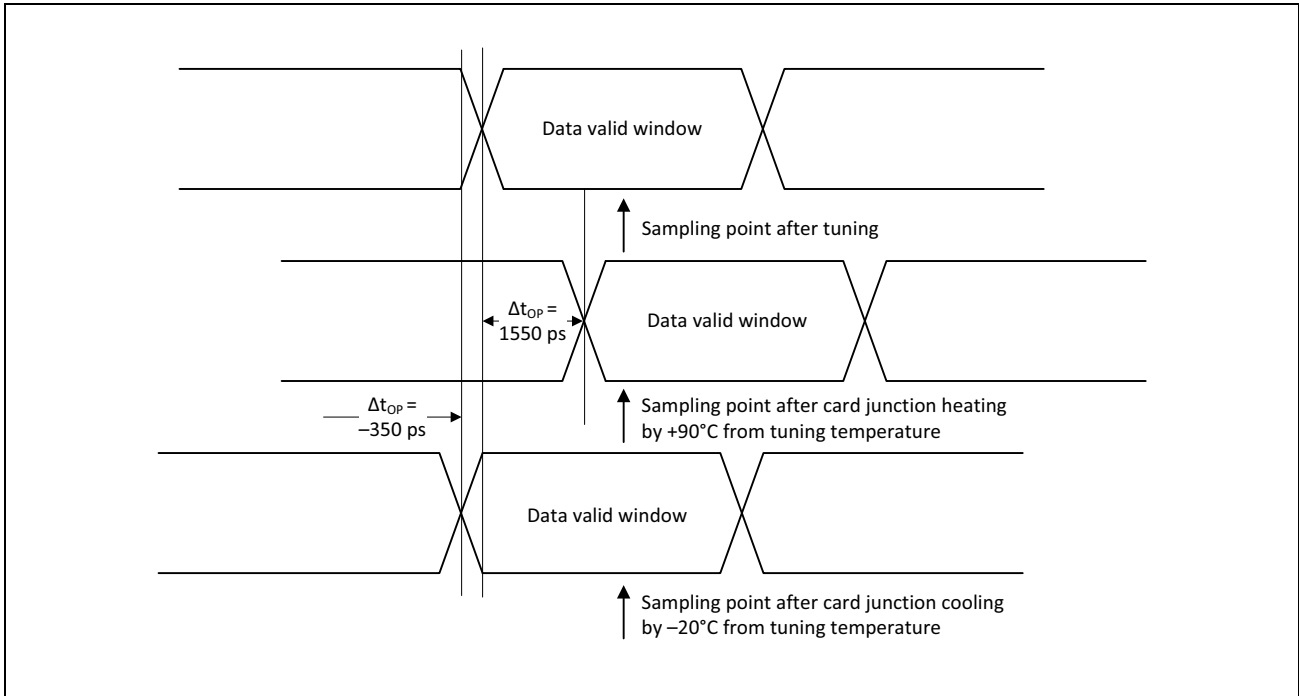 Data valid window
Sampling point after tuning
Δt_OP =
1550 ps
Data valid window
Δt_OP =
–350 ps
Sampling point after card junction heating
by +90°C from tuning temperature
Data valid window
Sampling point after card junction cooling
by –20°C from tuning temperature